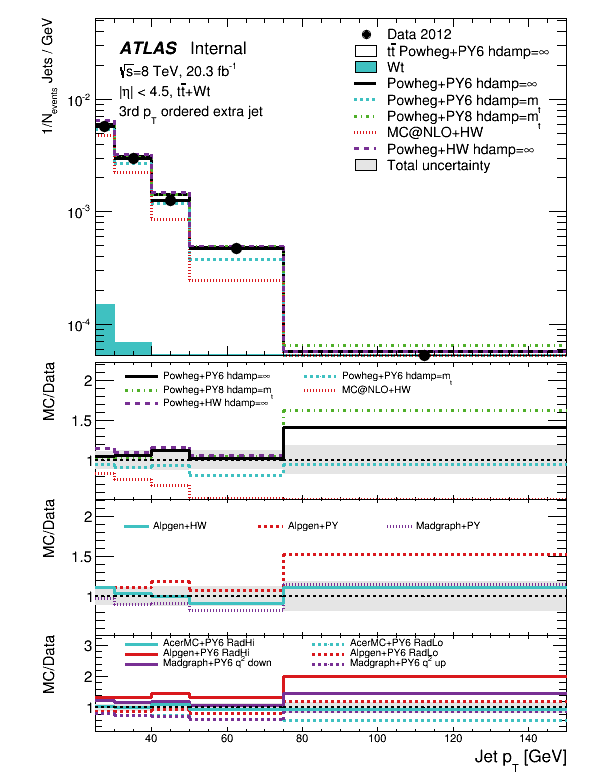 1/N_events Jets / GeV
ATLAS Internal
√s=8 TeV, 20.3 fb⁻¹
|η| < 4.5, tt̄+Wt
3rd p_T ordered extra jet
Data 2012
tt̄ Powheg+PY6 hdamp=∞
Wt
Powheg+PY6 hdamp=∞
Powheg+PY6 hdamp=m_t
Powheg+PY8 hdamp=m_t
MC@NLO+HW
Powheg+HW hdamp=∞
Total uncertainty
10⁻²
10⁻³
10⁻⁴
MC/Data
2
1.5
1
Powheg+PY6 hdamp=∞
Powheg+PY6 hdamp=m_t
Powheg+PY8 hdamp=m_t
MC@NLO+HW
Powheg+HW hdamp=∞
MC/Data
2
1.5
1
Alpgen+HW
Alpgen+PY
Madgraph+PY
MC/Data
3
2
1
AcerMC+PY6 RadHi
AcerMC+PY6 RadLo
Alpgen+PY6 RadHi
Alpgen+PY6 RadLo
Madgraph+PY6 q² down
Madgraph+PY6 q² up
40 60 80 100 120 140
Jet p_T [GeV]